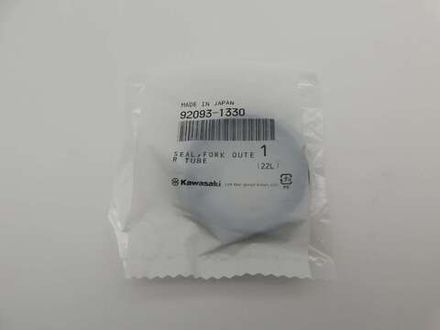 MADE IN JAPAN
92093-1330
SEAL,FORK OUTE 1
R TUBE (22L)
Kawasaki